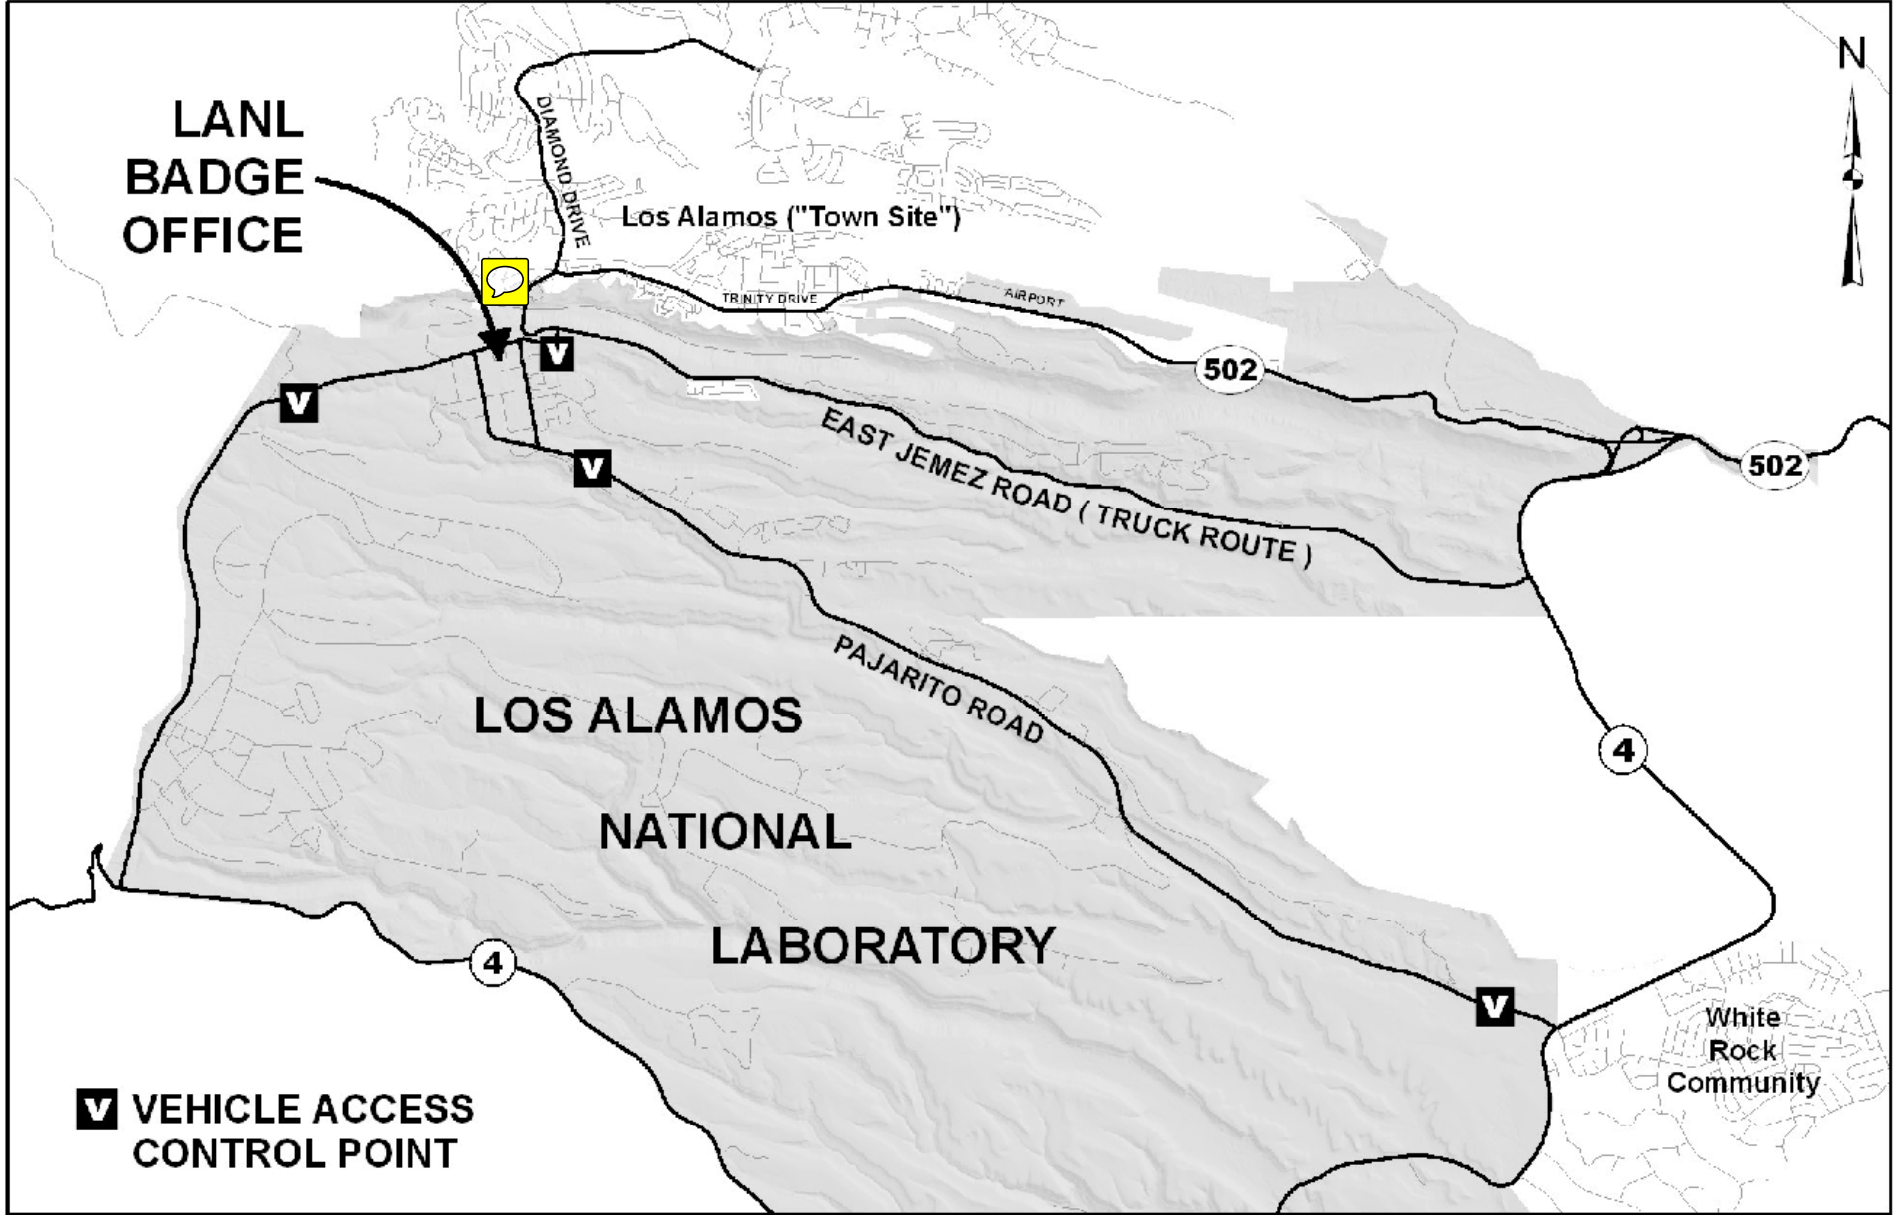 N
LANL
BADGE
OFFICE
DIAMOND DRIVE
Los Alamos ("Town Site")
TRINITY DRIVE
AIRPORT
502
502
V
V
V
EAST JEMEZ ROAD ( TRUCK ROUTE )
PAJARITO ROAD
LOS ALAMOS
NATIONAL
LABORATORY
4
4
V
White
Rock
Community
V VEHICLE ACCESS
CONTROL POINT